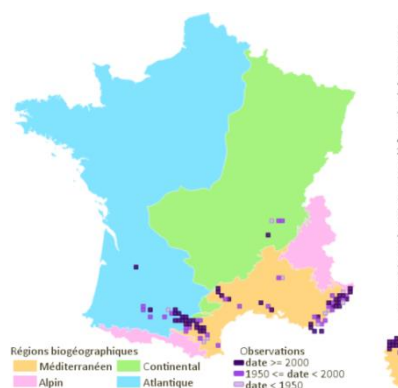 Régions biogéographiques
Méditerranéen
Continental
Alpin
Atlantique
Observations
date >= 2000
1950 <= date < 2000
date < 1950